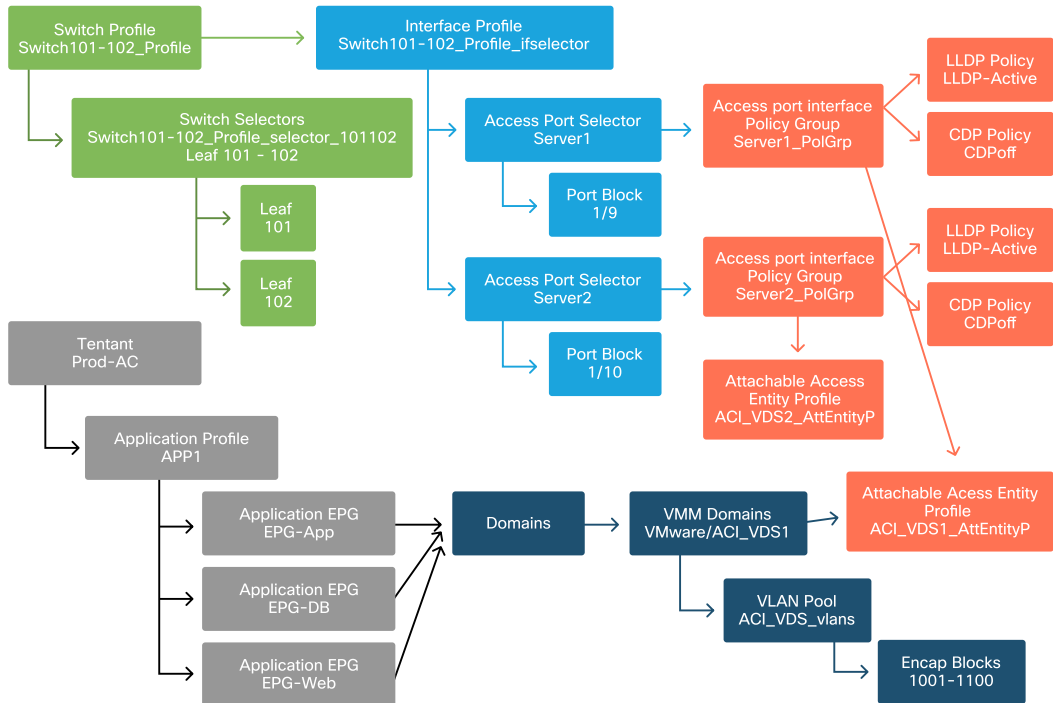 Switch Profile
Switch101-102_Profile
Interface Profile
Switch101-102_Profile_ifselector
Switch Selectors
Switch101-102_Profile_selector_101102
Leaf 101 - 102
Leaf
101
Leaf
102
Access Port Selector
Server1
Port Block
1/9
Access Port Selector
Server2
Port Block
1/10
Access port interface
Policy Group
Server1_PolGrp
LLDP Policy
LLDP-Active
CDP Policy
CDPoff
Access port interface
Policy Group
Server2_PolGrp
LLDP Policy
LLDP-Active
CDP Policy
CDPoff
Attachable Access
Entity Profile
ACI_VDS2_AttEntityP
Tentant
Prod-AC
Application Profile
APP1
Application EPG
EPG-App
Application EPG
EPG-DB
Application EPG
EPG-Web
Domains
VMM Domains
VMware/ACI_VDS1
Attachable Acess Entity
Profile
ACI_VDS1_AttEntityP
VLAN Pool
ACI_VDS_vlans
Encap Blocks
1001-1100